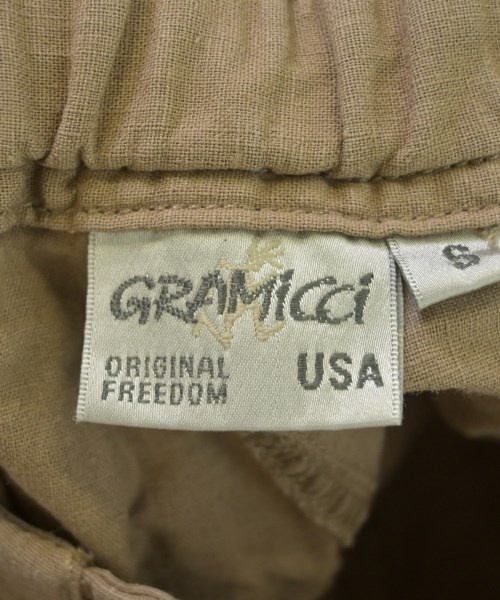 GRAMiCCi
ORIGINAL
FREEDOM
USA
S